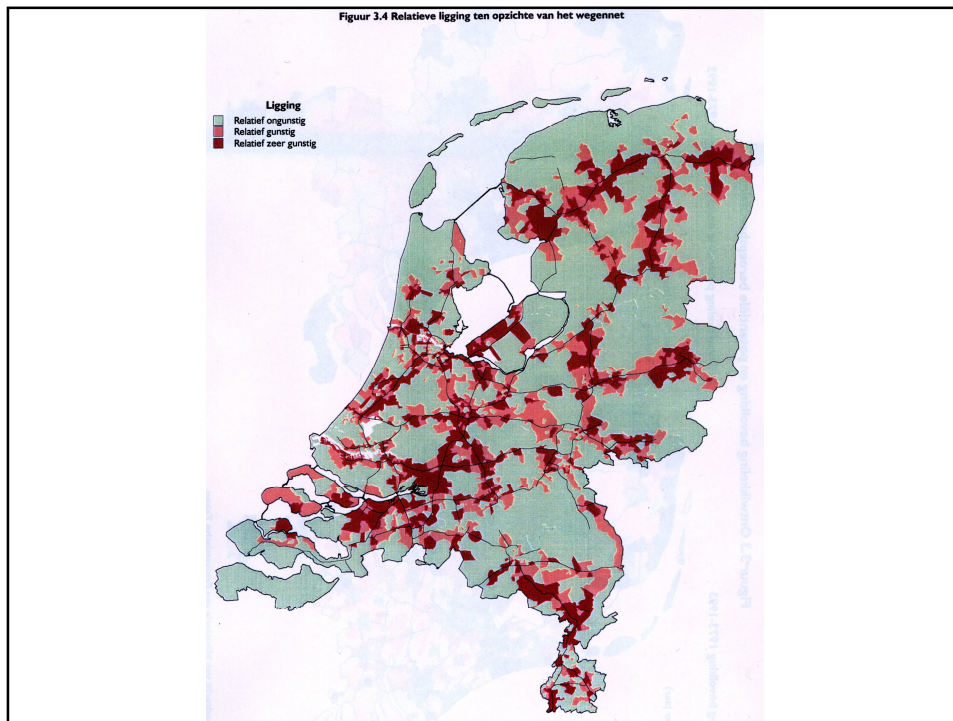 Figuur 3.4 Relatieve ligging ten opzichte van het wegennet
Ligging
Relatief ongunstig
Relatief gunstig
Relatief zeer gunstig